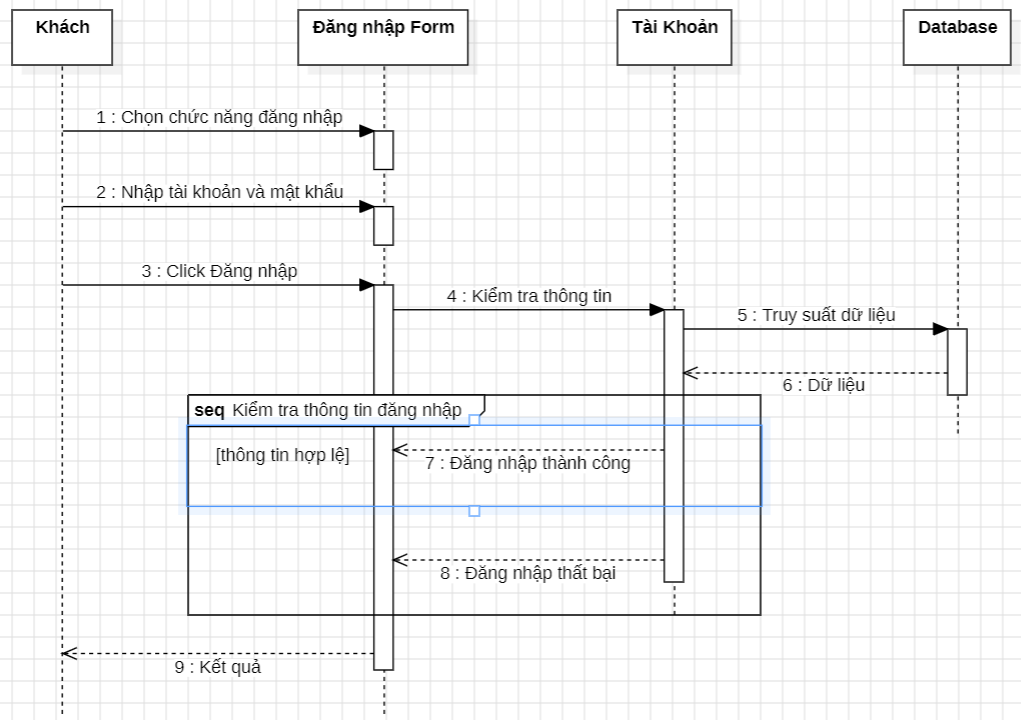 Khách
Đăng nhập Form
Tài Khoản
Database
1 : Chọn chức năng đăng nhập
2 : Nhập tài khoản và mật khẩu
3 : Click Đăng nhập
4 : Kiểm tra thông tin
5 : Truy suất dữ liệu
6 : Dữ liệu
seq Kiểm tra thông tin đăng nhập
[thông tin hợp lệ]
7 : Đăng nhập thành công
8 : Đăng nhập thất bại
9 : Kết quả